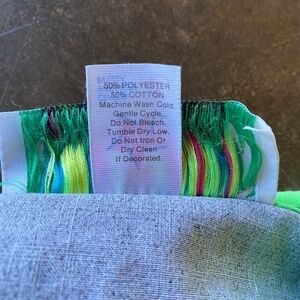 50% POLYESTER
50% COTTON
Machine Wash Cold
Gentle Cycle.
Do Not Bleach.
Tumble Dry Low.
Do Not Iron Or
Dry Clean
If Decorated.